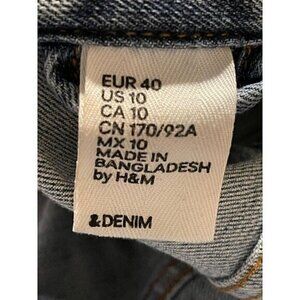 EUR 40
US 10
CA 10
CN 170/92A
MX 10
MADE IN
BANGLADESH
by H&M
&DENIM